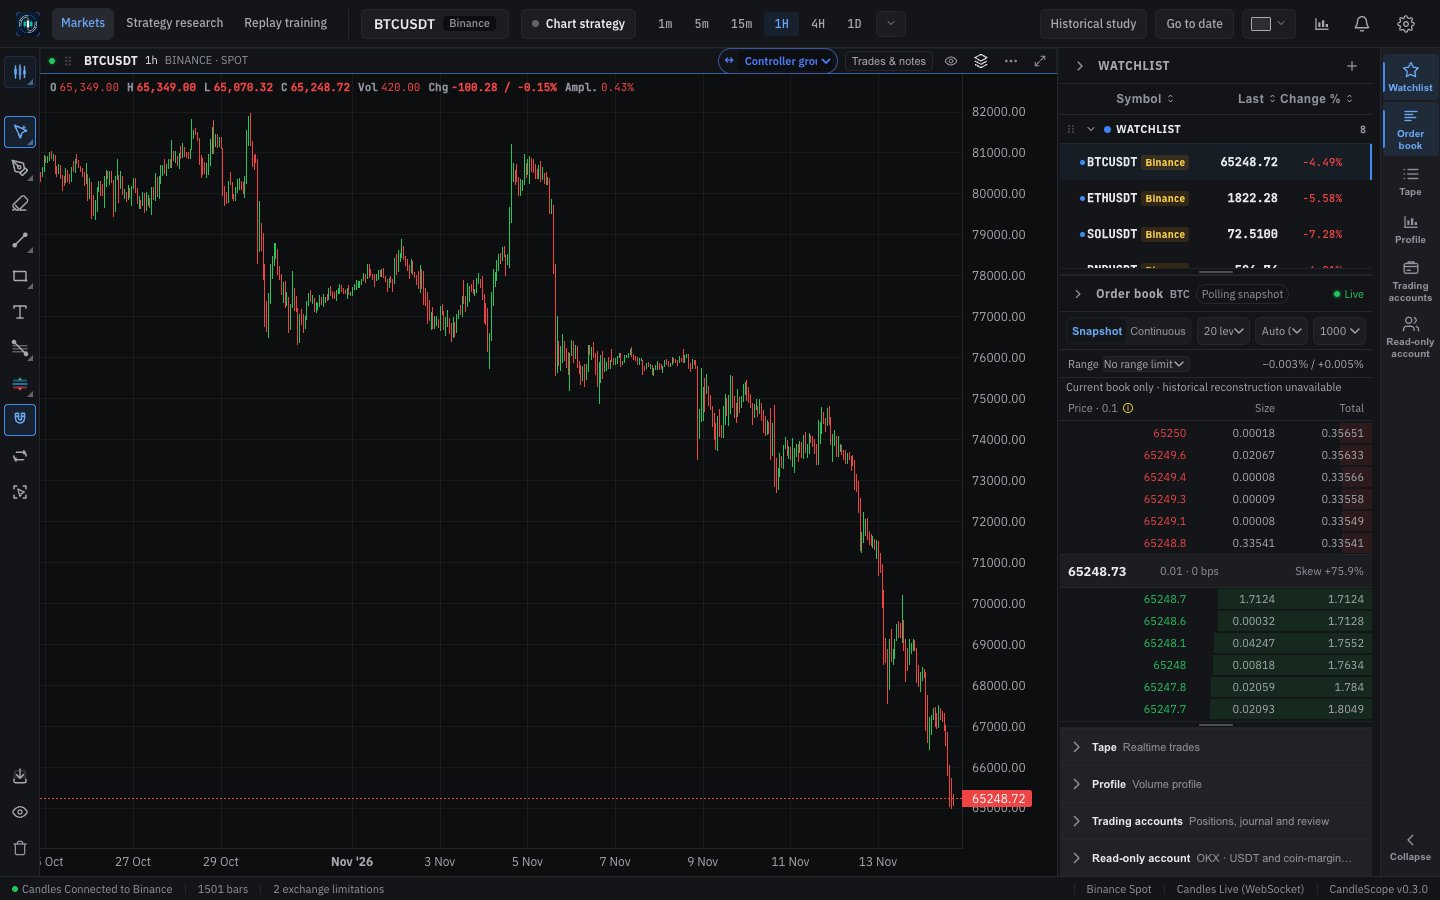 Markets Strategy research Replay training BTCUSDT Binance Chart strategy 1m 5m 15m 1H 4H 1D Historical study Go to date
BTCUSDT 1h BINANCE · SPOT Controller grou Trades & notes
O 65,349.00 H 65,349.00 L 65,070.32 C 65,248.72 Vol 420.00 Chg -100.28 / -0.15% Ampl. 0.43%
82000.00
81000.00
80000.00
79000.00
78000.00
77000.00
76000.00
75000.00
74000.00
73000.00
72000.00
71000.00
70000.00
69000.00
68000.00
67000.00
66000.00
65248.72
65000.00
Oct 27 Oct 29 Oct Nov '26 3 Nov 5 Nov 7 Nov 9 Nov 11 Nov 13 Nov
WATCHLIST
Symbol Last Change %
WATCHLIST 8
BTCUSDT Binance 65248.72 -4.49%
ETHUSDT Binance 1822.28 -5.58%
SOLUSDT Binance 72.5100 -7.28%
Order book BTC Polling snapshot Live
Snapshot Continuous 20 lev Auto ( 1000
Range No range limit −0.003% / +0.005%
Current book only · historical reconstruction unavailable
Price · 0.1 Size Total
65250 0.00018 0.35651
65249.6 0.02067 0.35633
65249.4 0.00008 0.33566
65249.3 0.00009 0.33558
65249.1 0.00008 0.33549
65248.8 0.33541 0.33541
65248.73 0.01 · 0 bps Skew +75.9%
65248.7 1.7124 1.7124
65248.6 0.00032 1.7128
65248.1 0.04247 1.7552
65248 0.00818 1.7634
65247.8 0.02059 1.784
65247.7 0.02093 1.8049
Tape Realtime trades
Profile Volume profile
Trading accounts Positions, journal and review
Read-only account OKX · USDT and coin-margin...
Watchlist
Order
book
Tape
Profile
Trading
accounts
Read-only
account
Collapse
Candles Connected to Binance 1501 bars 2 exchange limitations Binance Spot Candles Live (WebSocket) CandleScope v0.3.0